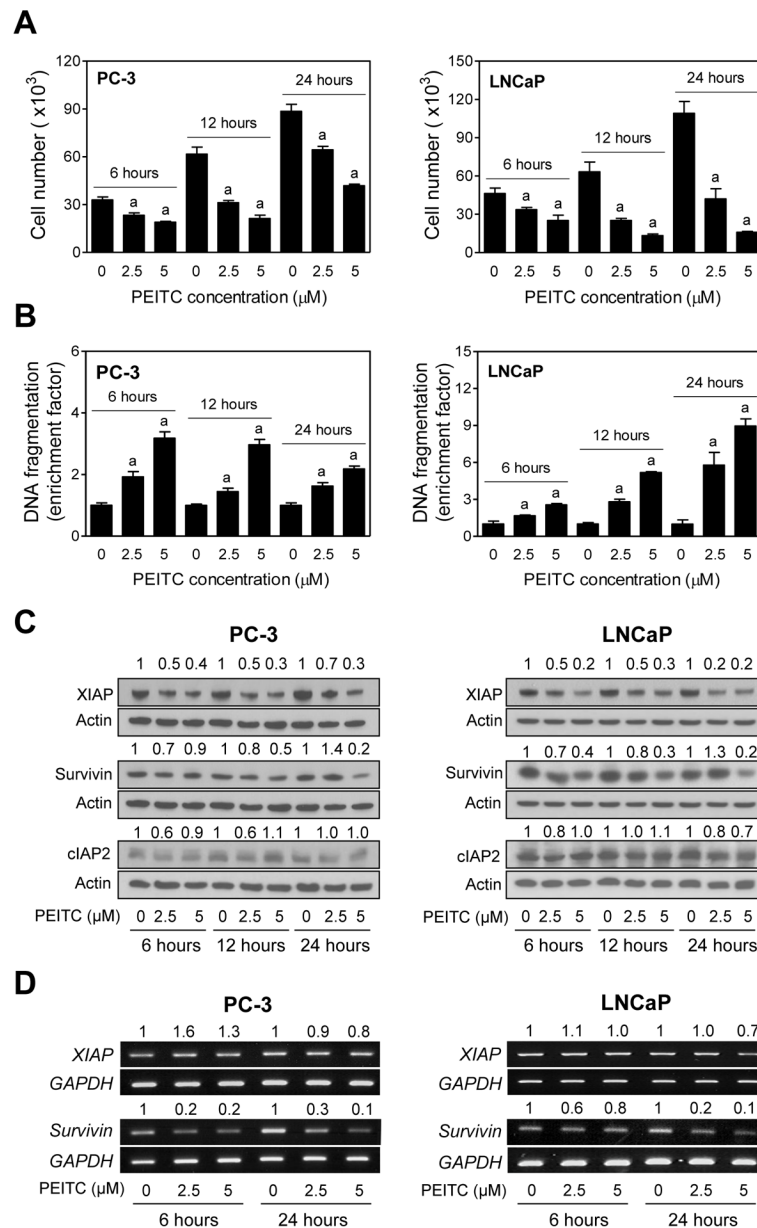 A
PC-3
Cell number ( x10³)
120
90
60
30
0
6 hours
12 hours
24 hours
a a a a a a
0 2.5 5 0 2.5 5 0 2.5 5
PEITC concentration (μM)
LNCaP
Cell number ( x10³)
150
120
90
60
30
0
6 hours
12 hours
24 hours
a a a a a a
0 2.5 5 0 2.5 5 0 2.5 5
PEITC concentration (μM)
B
PC-3
DNA fragmentation
(enrichment factor)
6
4
2
0
6 hours
12 hours
24 hours
a a a a a a
0 2.5 5 0 2.5 5 0 2.5 5
PEITC concentration (μM)
LNCaP
DNA fragmentation
(enrichment factor)
15
12
9
6
3
0
6 hours
12 hours
24 hours
a a a a a a
0 2.5 5 0 2.5 5 0 2.5 5
PEITC concentration (μM)
C
PC-3
1 0.5 0.4 1 0.5 0.3 1 0.7 0.3
XIAP
Actin
1 0.7 0.9 1 0.8 0.5 1 1.4 0.2
Survivin
Actin
1 0.6 0.9 1 0.6 1.1 1 1.0 1.0
cIAP2
Actin
PEITC (μM) 0 2.5 5 0 2.5 5 0 2.5 5
6 hours 12 hours 24 hours
LNCaP
1 0.5 0.2 1 0.5 0.3 1 0.2 0.2
XIAP
Actin
1 0.7 0.4 1 0.8 0.3 1 1.3 0.2
Survivin
Actin
1 0.8 1.0 1 1.0 1.1 1 0.8 0.7
cIAP2
Actin
PEITC (μM) 0 2.5 5 0 2.5 5 0 2.5 5
6 hours 12 hours 24 hours
D
PC-3
1 1.6 1.3 1 0.9 0.8
XIAP
GAPDH
1 0.2 0.2 1 0.3 0.1
Survivin
GAPDH
PEITC (μM) 0 2.5 5 0 2.5 5
6 hours 24 hours
LNCaP
1 1.1 1.0 1 1.0 0.7
XIAP
GAPDH
1 0.6 0.8 1 0.2 0.1
Survivin
GAPDH
PEITC (μM) 0 2.5 5 0 2.5 5
6 hours 24 hours